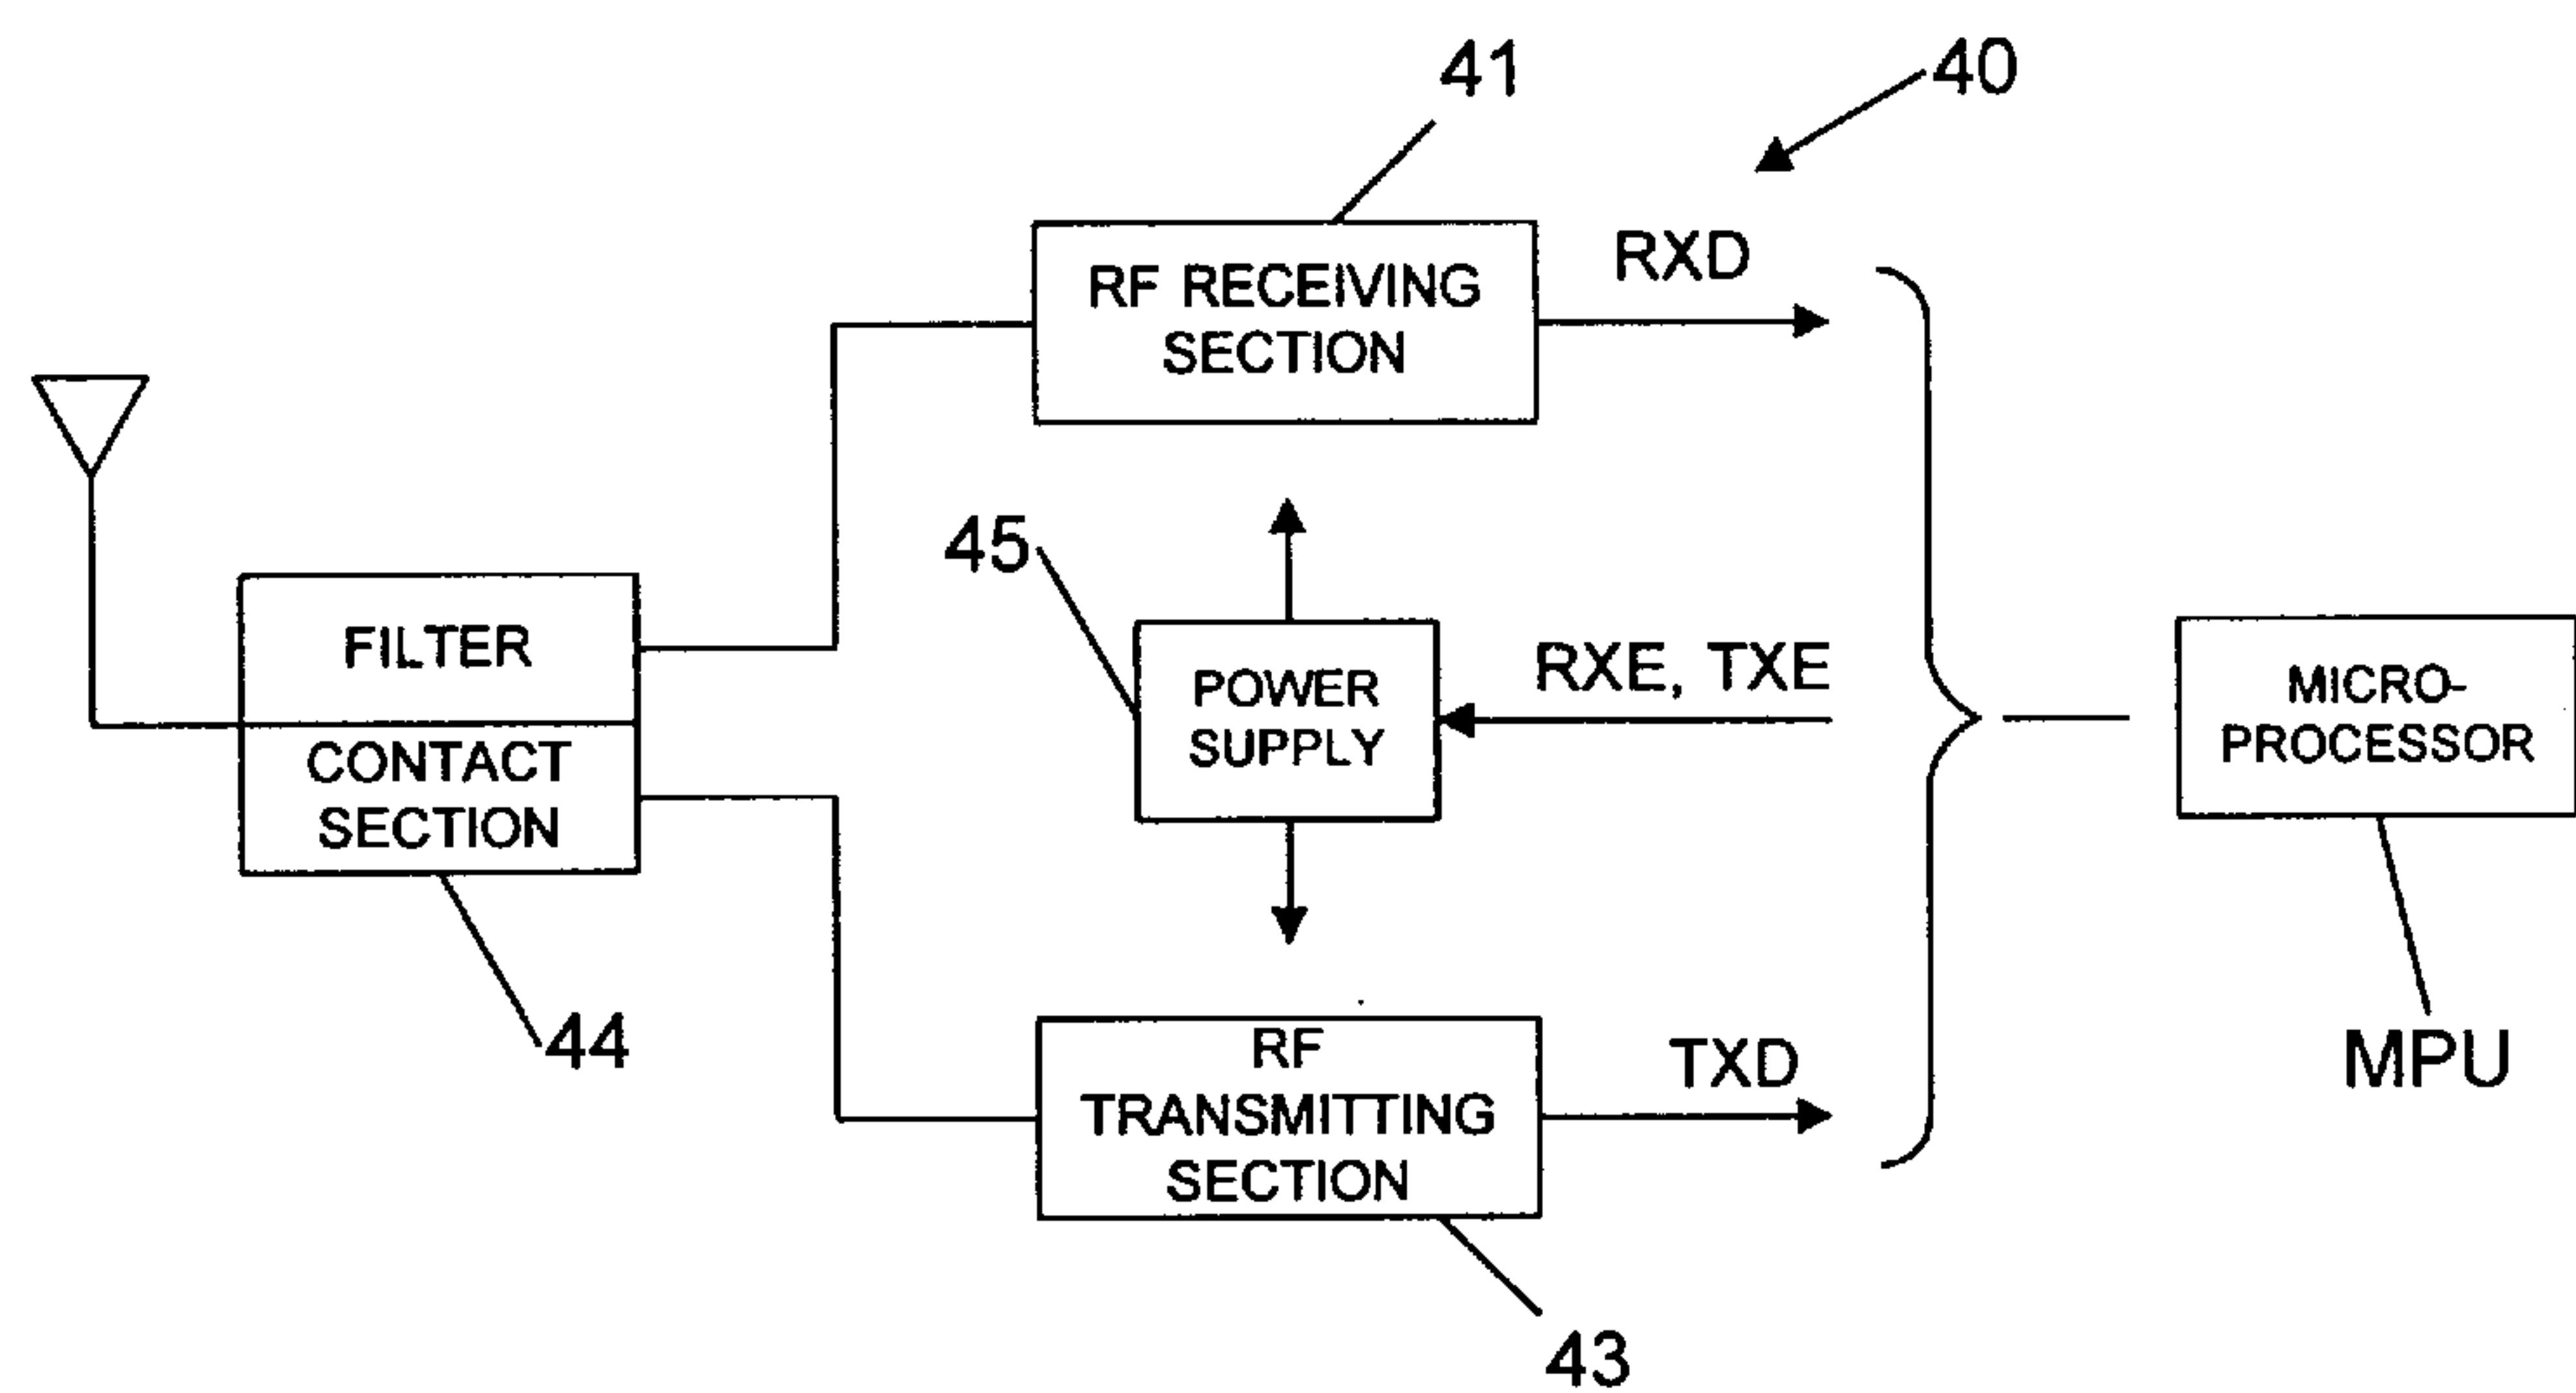 41
40
RXD
RF RECEIVING
SECTION
45
FILTER
CONTACT
SECTION
POWER
SUPPLY
RXE, TXE
MICRO-
PROCESSOR
44
RF
TRANSMITTING
SECTION
TXD
MPU
43